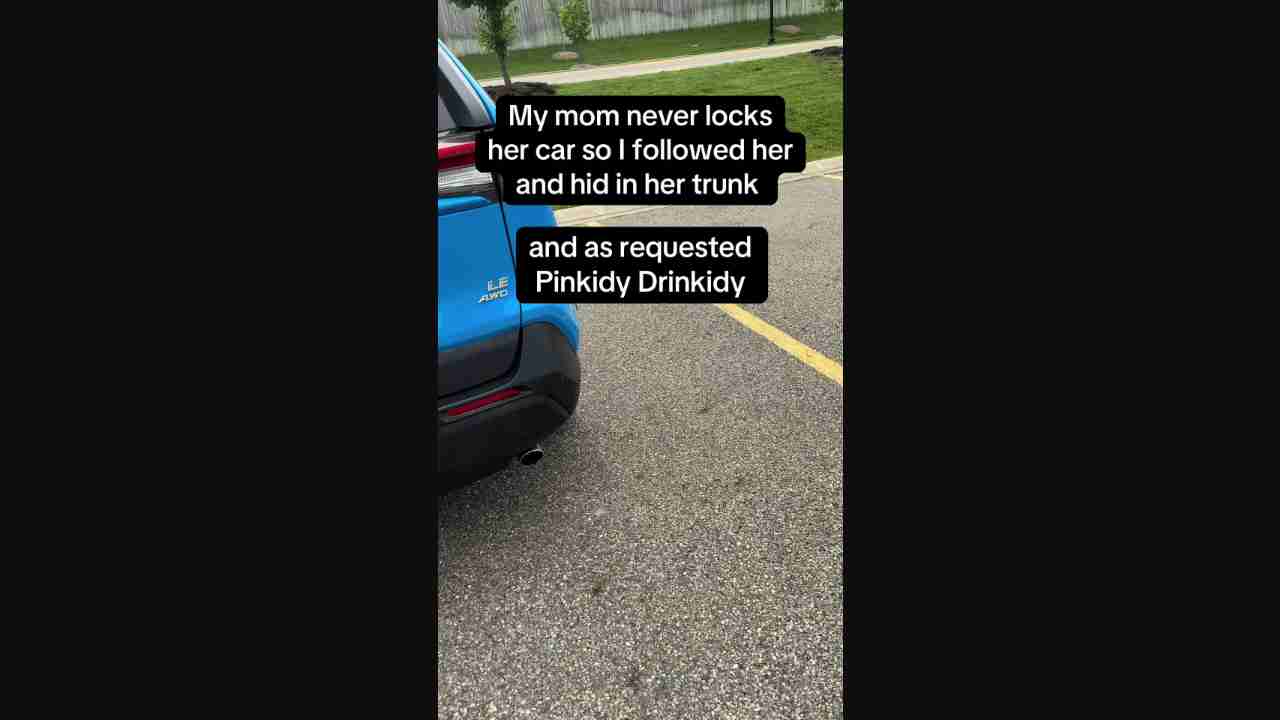 My mom never locks
her car so I followed her
and hid in her trunk
and as requested
Pinkidy Drinkidy
LE
AWD